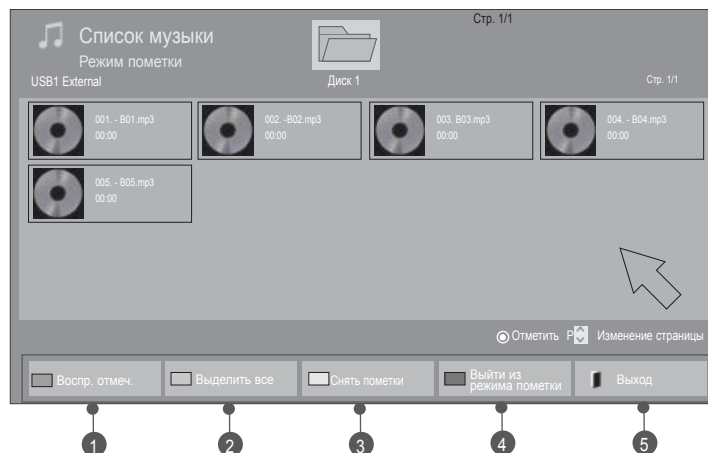 Стр. 1/1
Список музыки
Режим пометки
USB1 External
Диск 1
Стр. 1/1
001. - B01.mp3
00:00
002. -B02.mp3
00:00
003. B03.mp3
00:00
004. - B04.mp3
00:00
005. - B05.mp3
00:00
Отметить P Изменение страницы
Воспр. отмеч.
Выделить все
Снять пометки
Выйти из
режима пометки
Выход
1 2 3 4 5